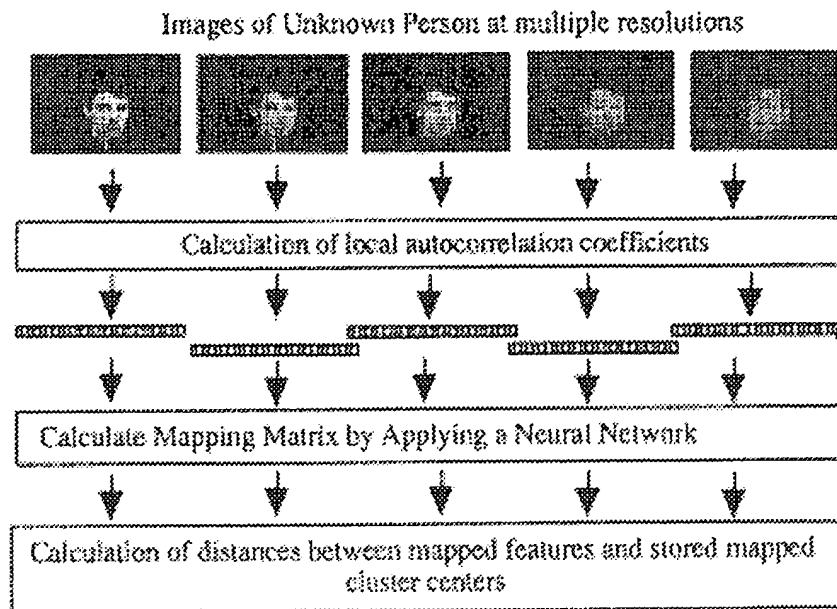 Images of Unknown Person at multiple resolutions
Calculation of local autocorrelation coefficients
Calculate Mapping Matrix by Applying a Neural Network
Calculation of distances between mapped features and stored mapped
cluster centers